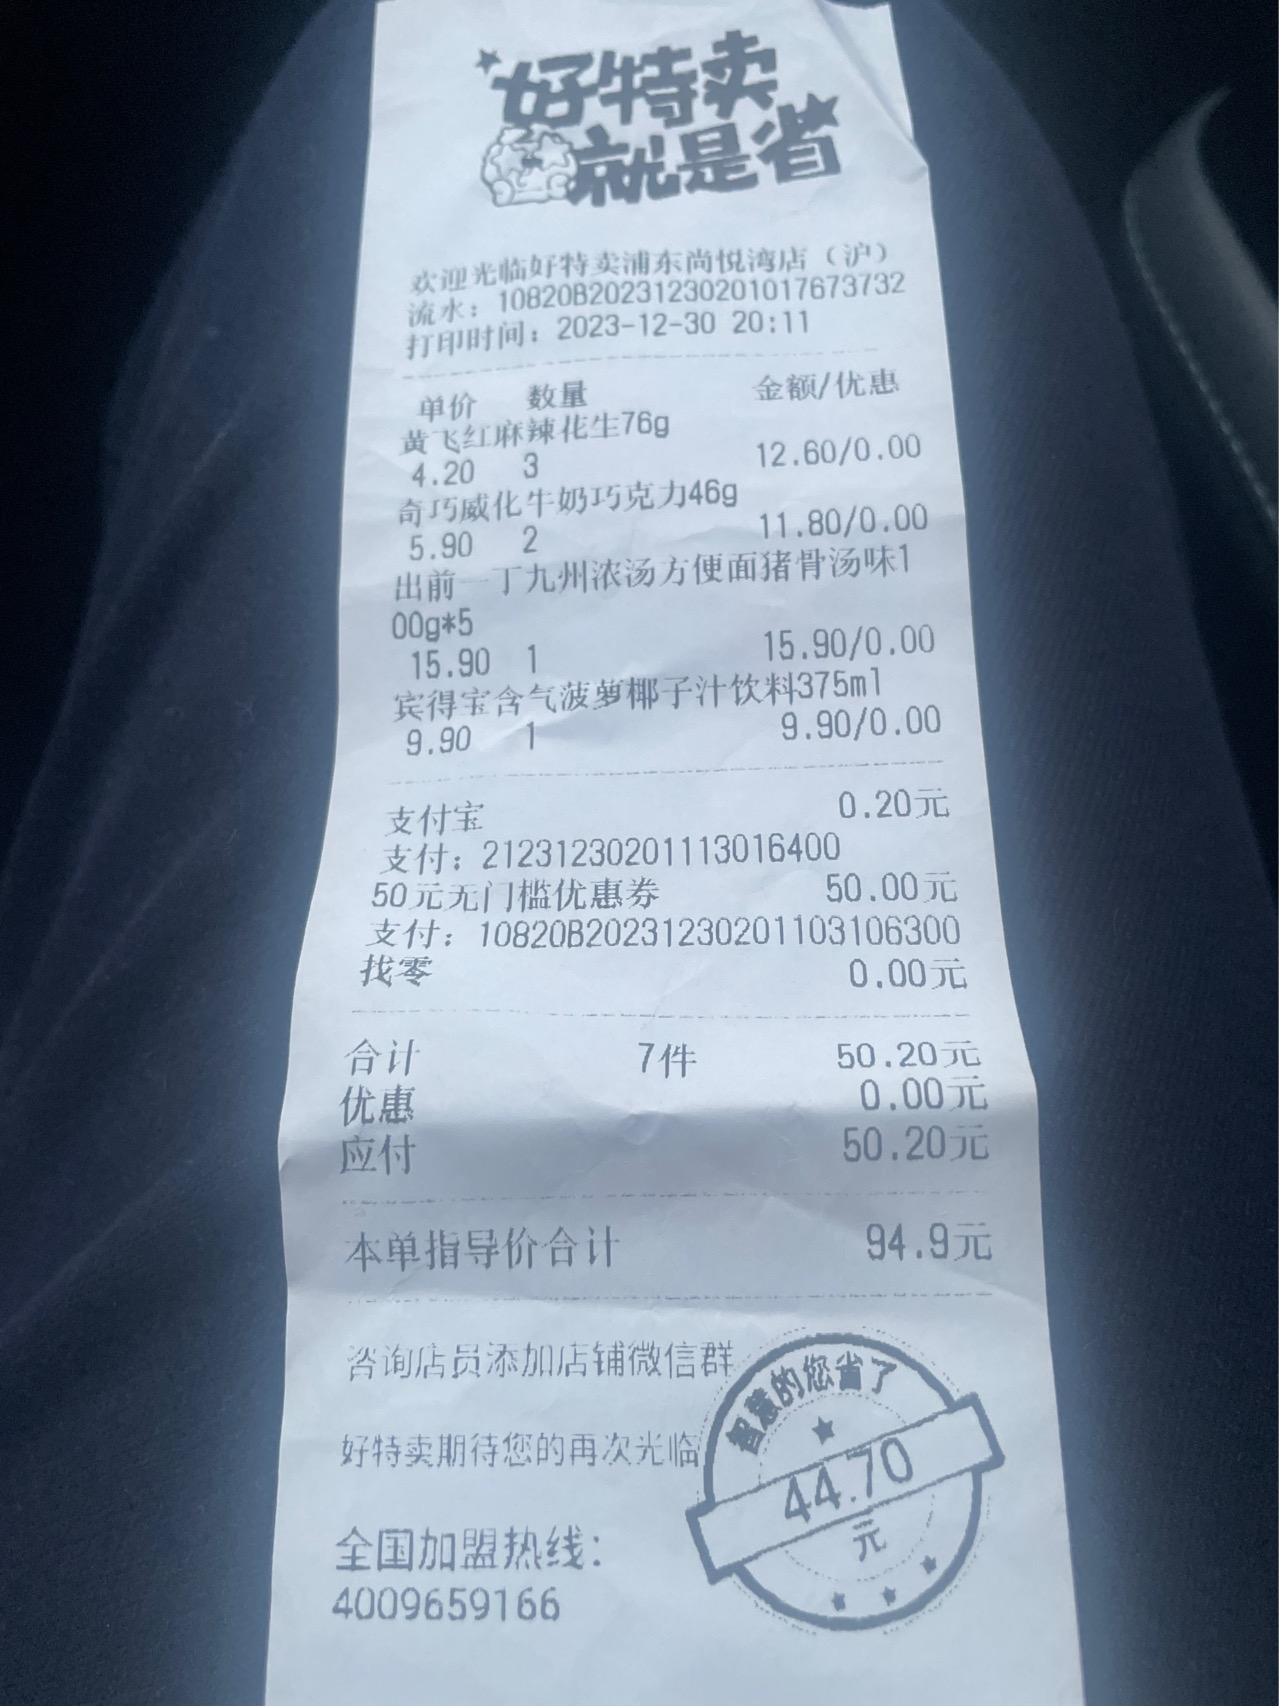 好特卖
就是省
欢迎光临好特卖浦东尚悦湾店（沪）
流水：10820B20231230201017673732
打印时间：2023-12-30 20:11
单价 数量 金额/优惠
黄飞红麻辣花生76g
4.20 3 12.60/0.00
奇巧威化牛奶巧克力46g
5.90 2 11.80/0.00
出前一丁九州浓汤方便面猪骨汤味1
00g*5
15.90 1 15.90/0.00
宾得宝含气菠萝椰子汁饮料375ml
9.90 1 9.90/0.00
支付宝 0.20元
支付：21231230201113016400
50元无门槛优惠券 50.00元
支付：10820B20231230201103106300
找零 0.00元
合计 7件 50.20元
优惠 0.00元
应付 50.20元
本单指导价合计 94.9元
咨询店员添加店铺微信群
好特卖期待您的再次光临
智慧的您省了
44.70
元
全国加盟热线：
4009659166